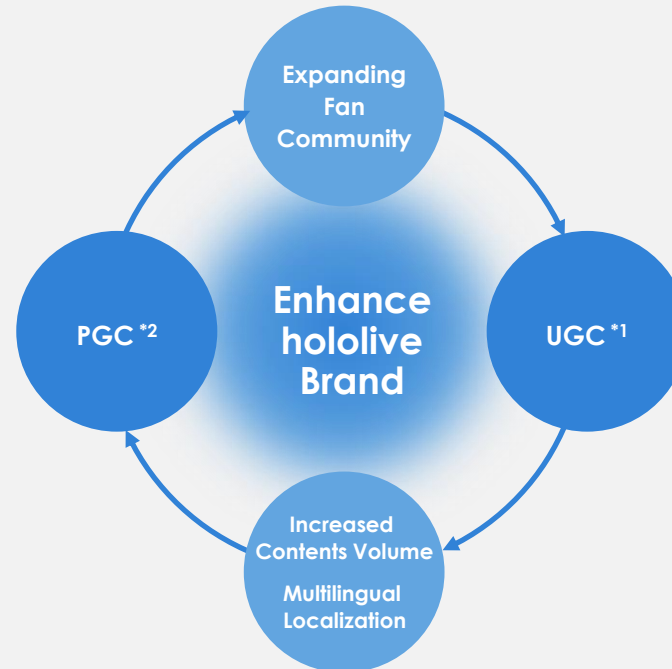 Expanding
Fan
Community
PGC *2
Enhance
hololive
Brand
UGC *1
Increased
Contents Volume
Multilingual
Localization